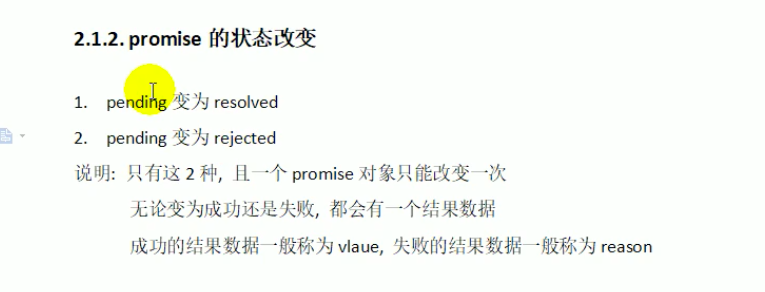 2.1.2. promise 的状态改变
1. pending 变为 resolved
2. pending 变为 rejected
说明: 只有这 2 种, 且一个 promise 对象只能改变一次
无论变为成功还是失败, 都会有一个结果数据
成功的结果数据一般称为 vlaue, 失败的结果数据一般称为 reason